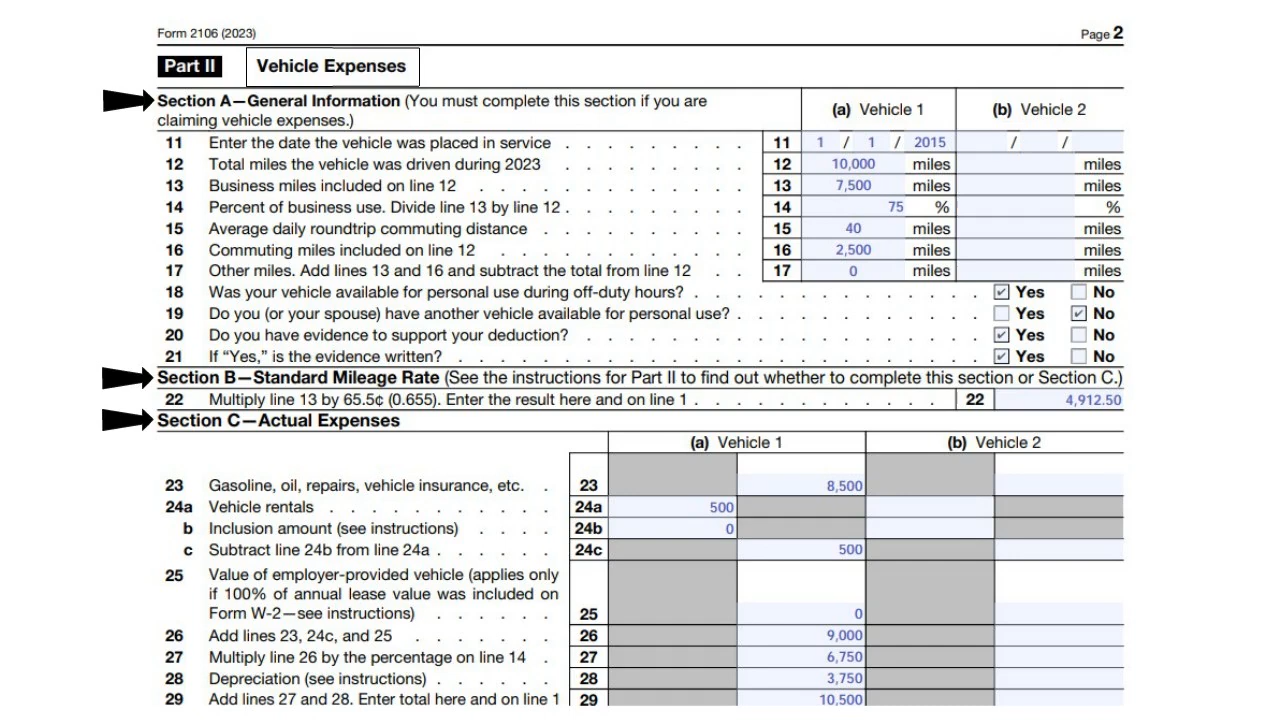 Form 2106 (2023) Page 2
Part II Vehicle Expenses
Section A—General Information (You must complete this section if you are
claiming vehicle expenses.)
(a) Vehicle 1 (b) Vehicle 2
11 Enter the date the vehicle was placed in service . . . . . . . . . 11 1 / 1 / 2015 / /
12 Total miles the vehicle was driven during 2023 . . . . . . . . . 12 10,000 miles miles
13 Business miles included on line 12 . . . . . . . . . . . . . 13 7,500 miles miles
14 Percent of business use. Divide line 13 by line 12 . . . . . . . . . 14 75 % %
15 Average daily roundtrip commuting distance . . . . . . . . . . 15 40 miles miles
16 Commuting miles included on line 12 . . . . . . . . . . . . 16 2,500 miles miles
17 Other miles. Add lines 13 and 16 and subtract the total from line 12 . . 17 0 miles miles
18 Was your vehicle available for personal use during off-duty hours? . . . . . . . . . . . . . . ✔ Yes No
19 Do you (or your spouse) have another vehicle available for personal use? . . . . . . . . . . . . Yes ✔ No
20 Do you have evidence to support your deduction? . . . . . . . . . . . . . . . . . . . ✔ Yes No
21 If “Yes,” is the evidence written? . . . . . . . . . . . . . . . . . . . . . . . . ✔ Yes No
Section B—Standard Mileage Rate (See the instructions for Part II to find out whether to complete this section or Section C.)
22 Multiply line 13 by 65.5¢ (0.655). Enter the result here and on line 1 . . . . . . . . . . . 22 4,912.50
Section C—Actual Expenses
(a) Vehicle 1 (b) Vehicle 2
23 Gasoline, oil, repairs, vehicle insurance, etc. . 23 8,500
24a Vehicle rentals . . . . . . . . . . . 24a 500
b Inclusion amount (see instructions) . . . . 24b 0
c Subtract line 24b from line 24a . . . . . . 24c 500
25 Value of employer-provided vehicle (applies only
if 100% of annual lease value was included on
Form W-2—see instructions) . . . . . . 25 0
26 Add lines 23, 24c, and 25 . . . . . . . 26 9,000
27 Multiply line 26 by the percentage on line 14 . 27 6,750
28 Depreciation (see instructions) . . . . . . 28 3,750
29 Add lines 27 and 28. Enter total here and on line 1 29 10,500